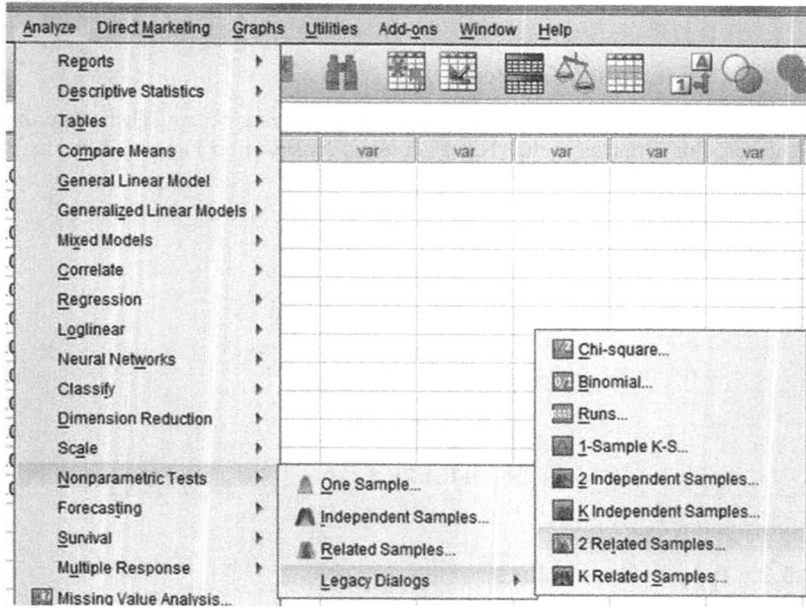 Analyze Direct Marketing Graphs Utilities Add-ons Window Help
Reports
Descriptive Statistics
Tables
Compare Means
General Linear Model
Generalized Linear Models
Mixed Models
Correlate
Regression
Loglinear
Neural Networks
Classify
Dimension Reduction
Scale
Nonparametric Tests
Forecasting
Survival
Multiple Response
Missing Value Analysis...
var var var var var
One Sample...
Independent Samples...
Related Samples...
Legacy Dialogs
Chi-square...
Binomial...
Runs...
1-Sample K-S...
2 Independent Samples...
K Independent Samples...
2 Related Samples...
K Related Samples...